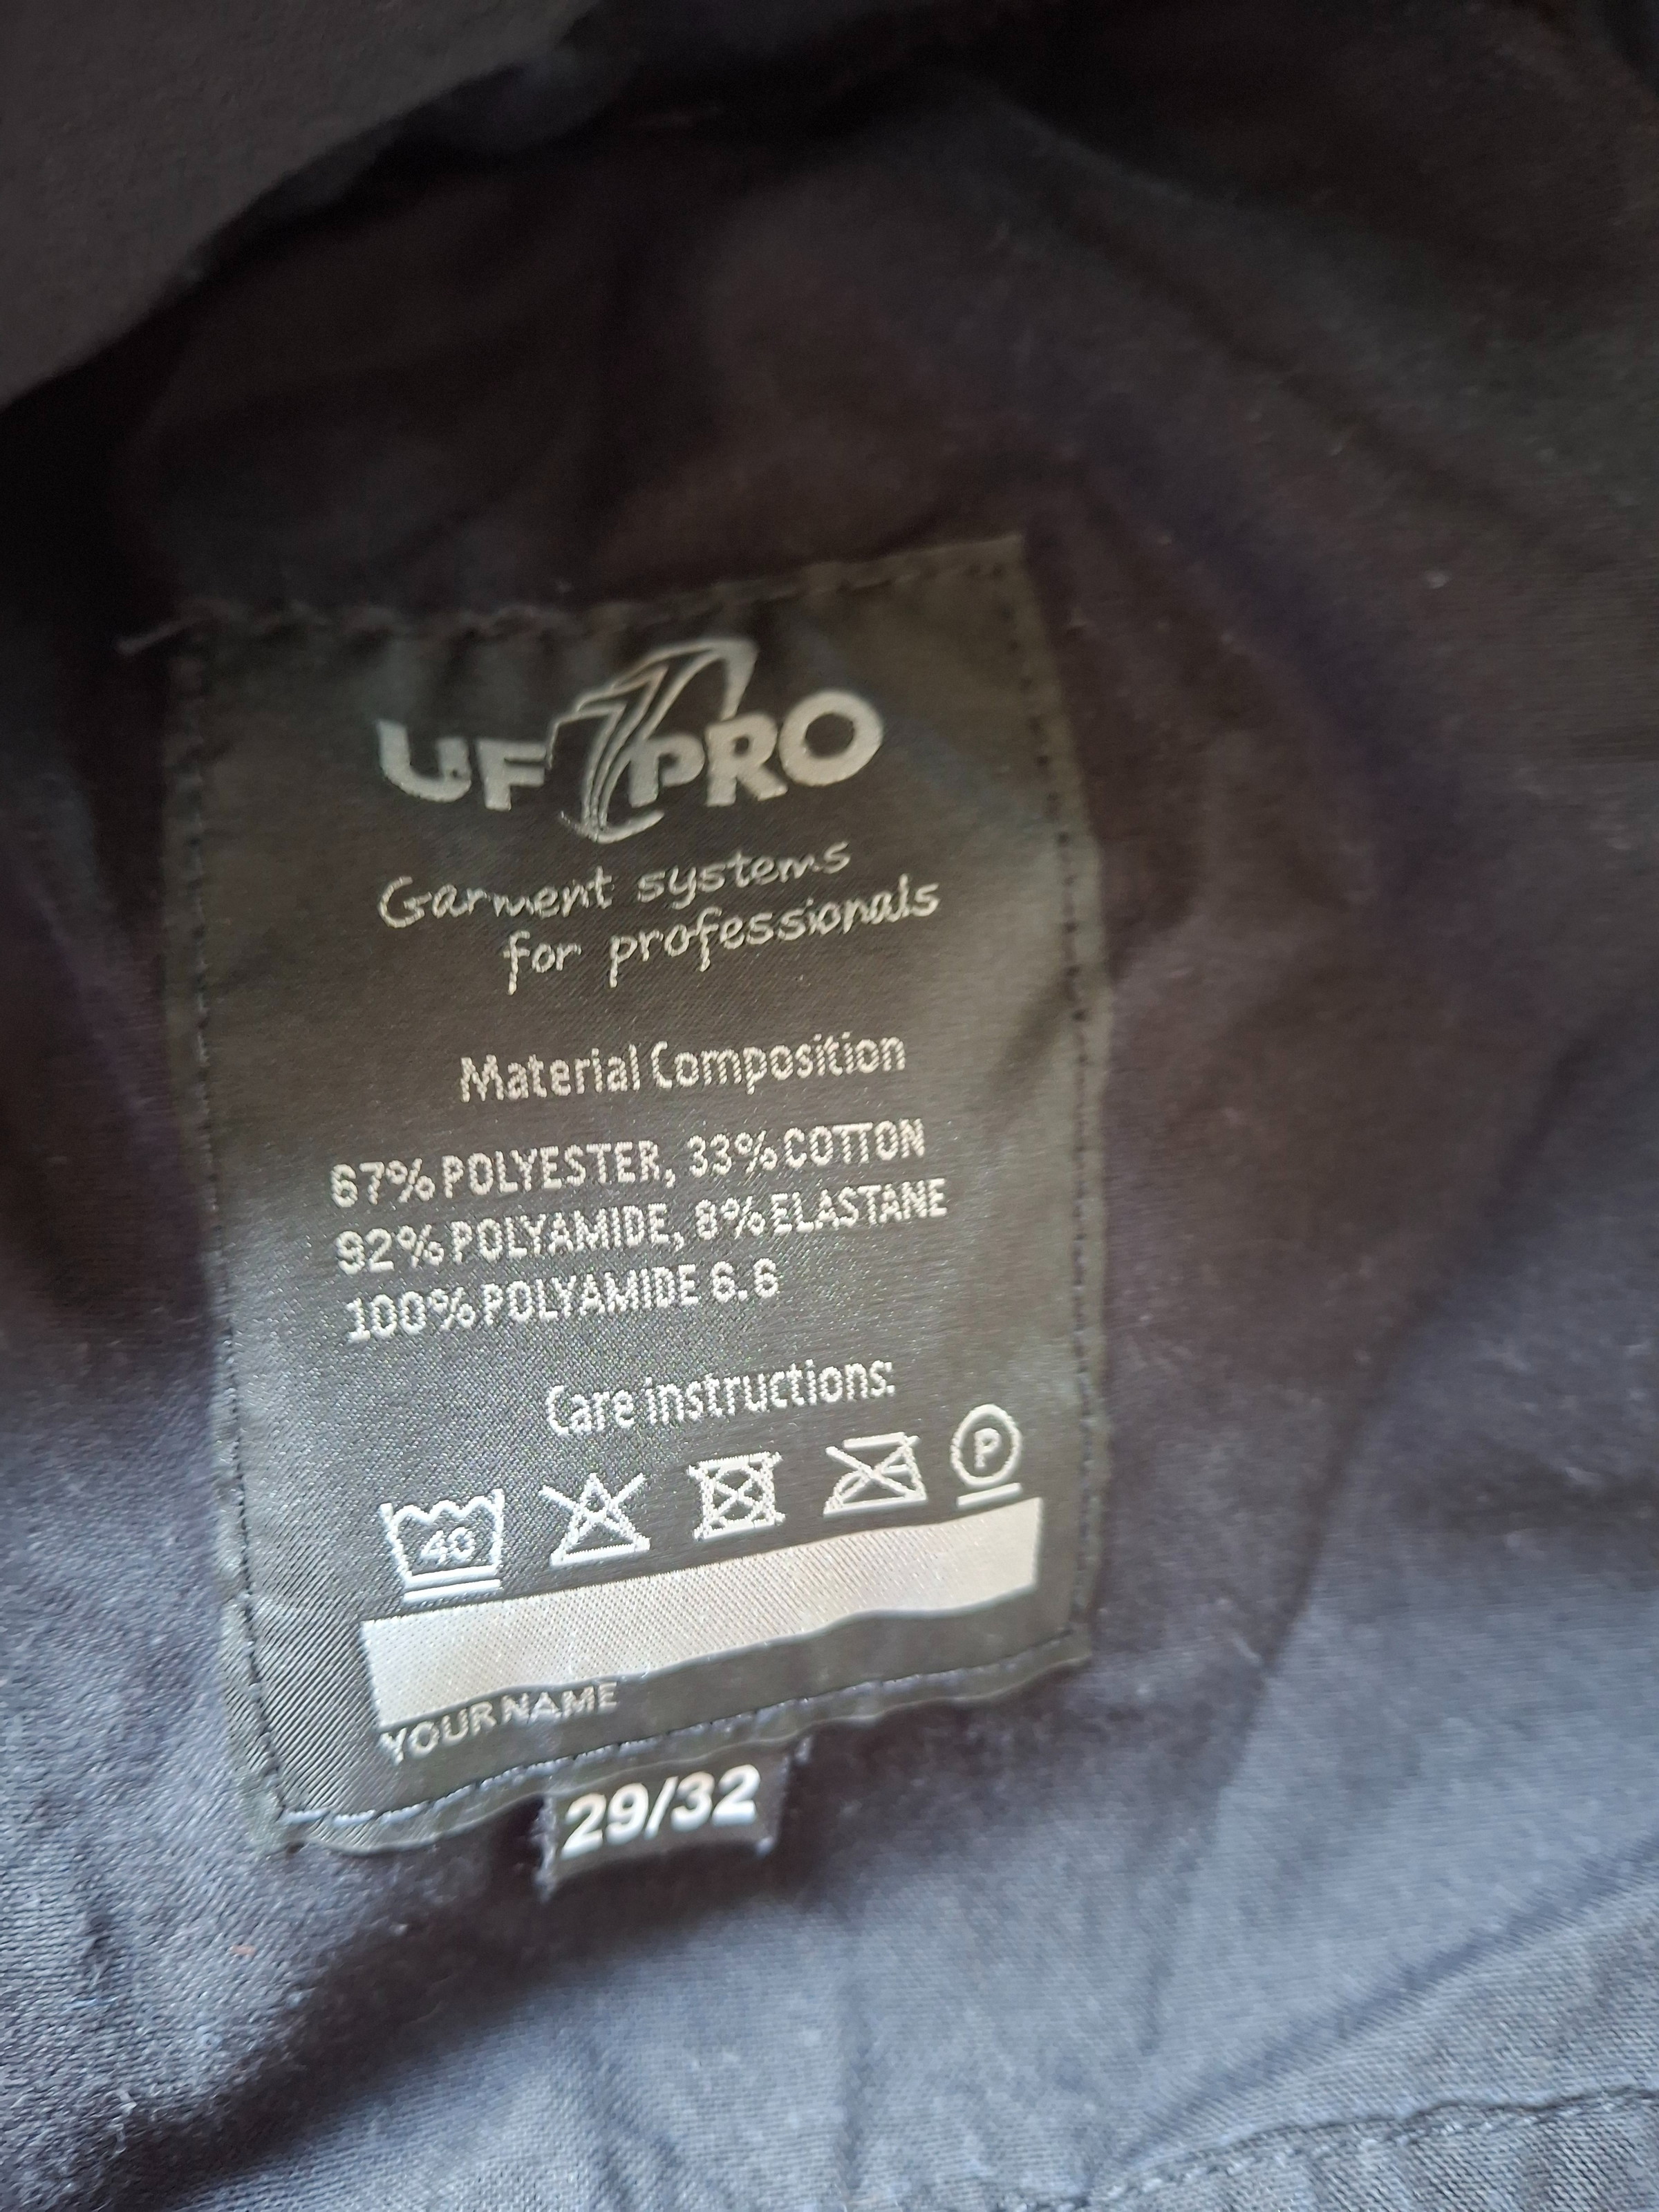 UF PRO
Garment systems
for professionals
Material Composition
67% POLYESTER, 33% COTTON
92% POLYAMIDE, 8% ELASTANE
100% POLYAMIDE 6.6
Care instructions:
40 P
YOUR NAME
29/32